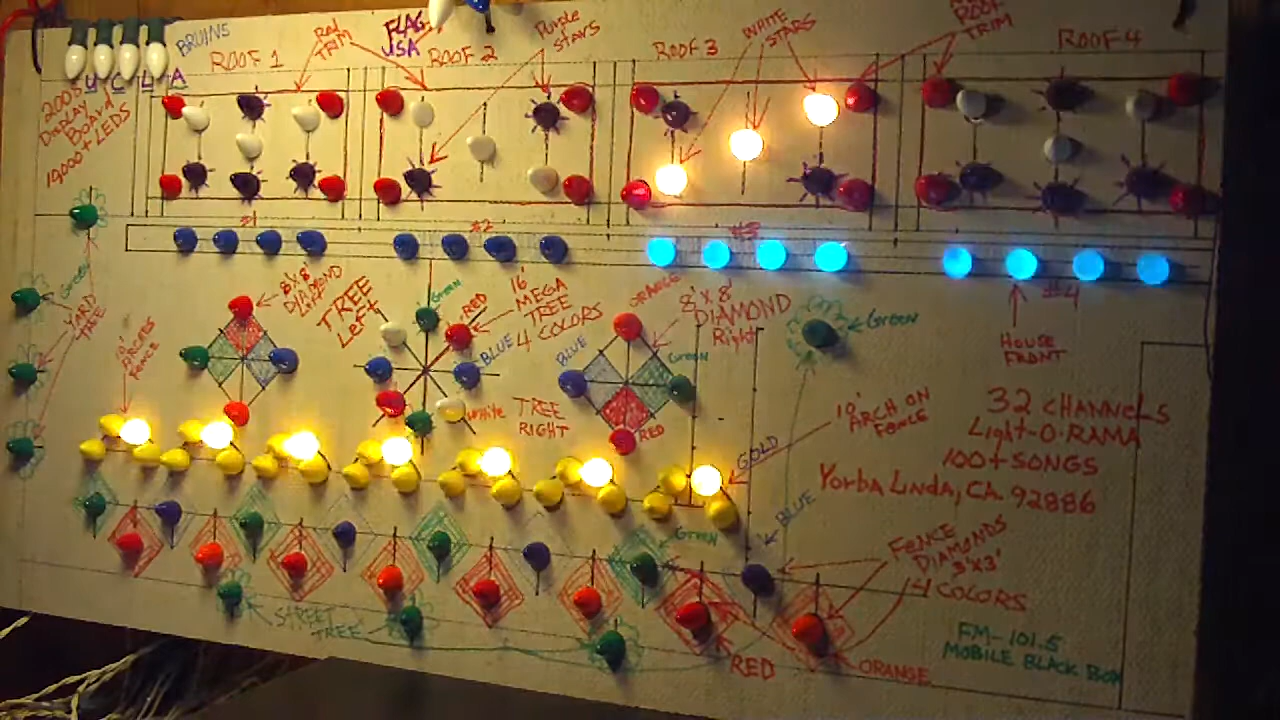 BRUINS
UCLA
2008
DISPLAY
BOARD
19,000+ LEDS
ROOF 1
RED
TRIM
FLAG
USA
ROOF 2
Purple
STARS
ROOF 3
WHITE
STARS
ROOF
TRIM
ROOF 4
#1
#2
#3
#4
HOUSE
FRONT
Green
YARD
TREE
8'X8'
DIAMOND
Left
TREE
Left
Green
RED
16'
MEGA
TREE
4 COLORS
BLUE
White
TREE
RIGHT
ORANGE
8'X8'
DIAMOND
Right
BLUE
Green
RED
Green
ARCHES
FENCE
10' ARCH ON
FENCE
GOLD
BLUE
32 CHANNELS
Light-O-RAMA
100+ SONGS
Yorba Linda, CA. 92886
Green
FENCE
DIAMONDS
3'X3'
4 COLORS
STREET
TREE
RED
ORANGE
FM-101.5
MOBILE BLACK BOX